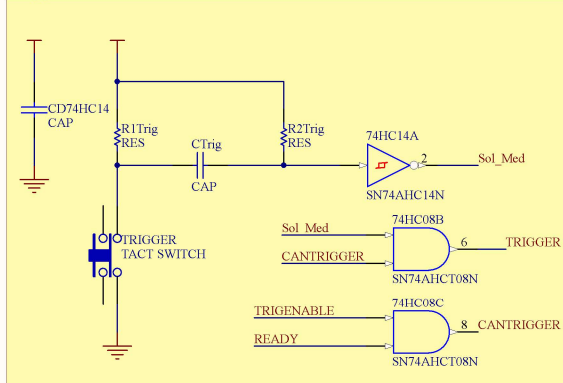 CD74HC14
CAP
R1Trig
RES
CTrig
CAP
R2Trig
RES
74HC14A
2
Sol_Med
SN74AHC14N
TRIGGER
TACT SWITCH
74HC08B
Sol_Med
CANTRIGGER
6
TRIGGER
SN74AHCT08N
74HC08C
TRIGENABLE
READY
8
CANTRIGGER
SN74AHCT08N